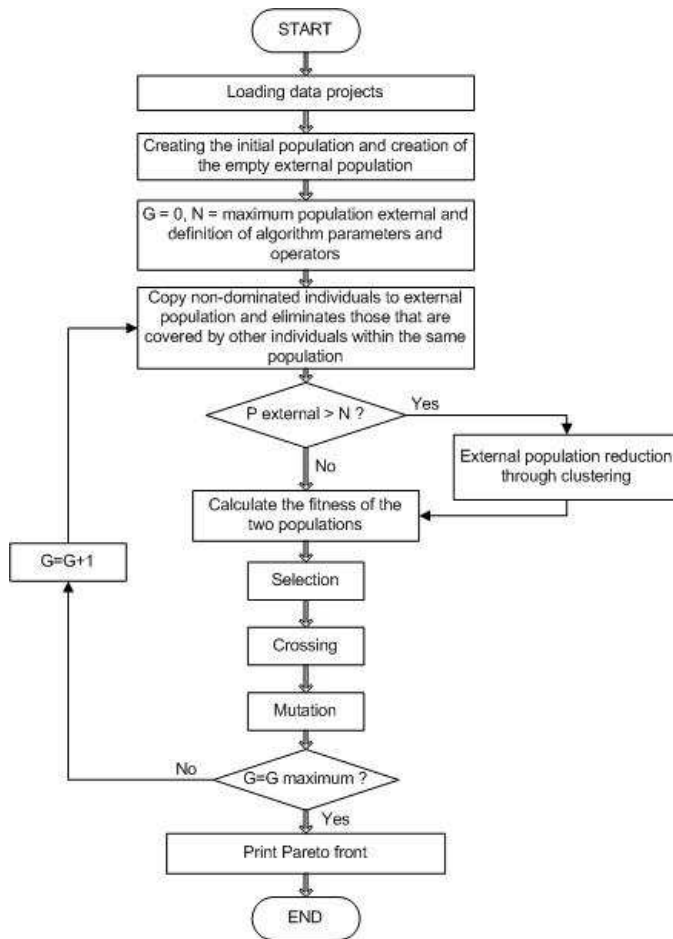 START
Loading data projects
Creating the initial population and creation of
the empty external population
G = 0, N = maximum population external and
definition of algorithm parameters and
operators
Copy non-dominated individuals to external
population and eliminates those that are
covered by other individuals within the same
population
P external > N ?
Yes
External population reduction
through clustering
No
Calculate the fitness of the
two populations
G=G+1
Selection
Crossing
Mutation
No
G=G maximum ?
Yes
Print Pareto front
END